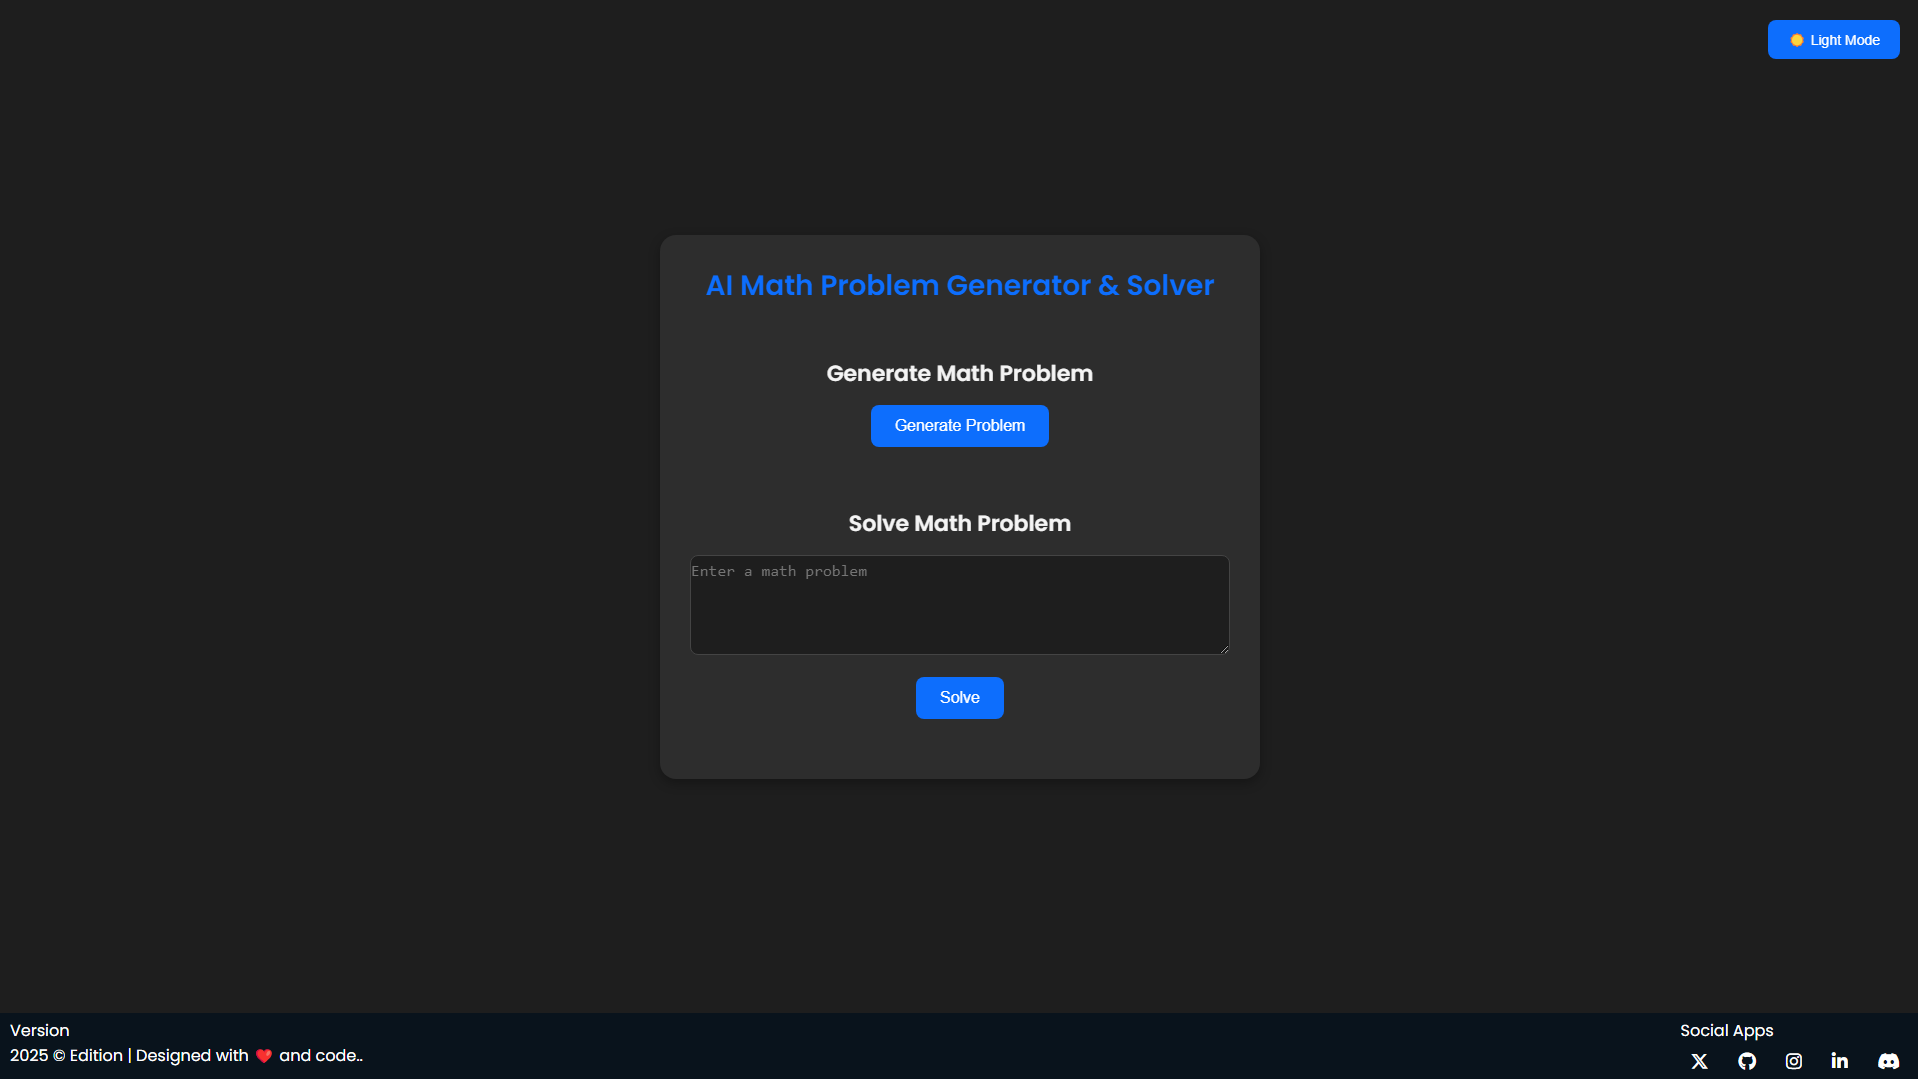 Light Mode
AI Math Problem Generator & Solver
Generate Math Problem
Generate Problem
Solve Math Problem
Enter a math problem
Solve
Version
2025 © Edition | Designed with ❤️ and code..
Social Apps